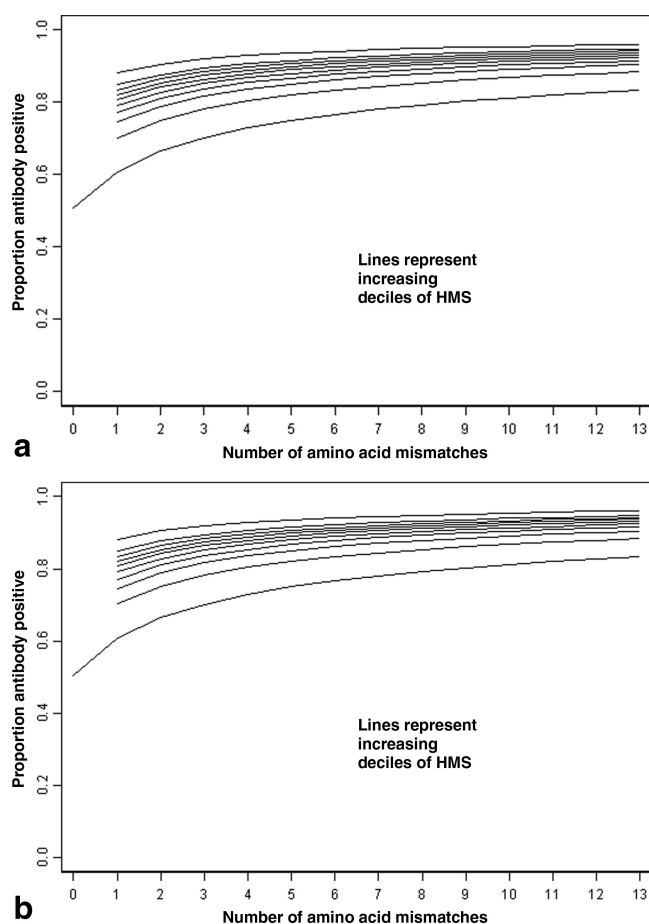 1.0
0.8
0.6
0.4
0.2
0.0
Proportion antibody positive
Lines represent
increasing
deciles of HMS
0 1 2 3 4 5 6 7 8 9 10 11 12 13
a
Number of amino acid mismatches
1.0
0.8
0.6
0.4
0.2
0.0
Proportion antibody positive
Lines represent
increasing
deciles of HMS
0 1 2 3 4 5 6 7 8 9 10 11 12 13
b
Number of amino acid mismatches